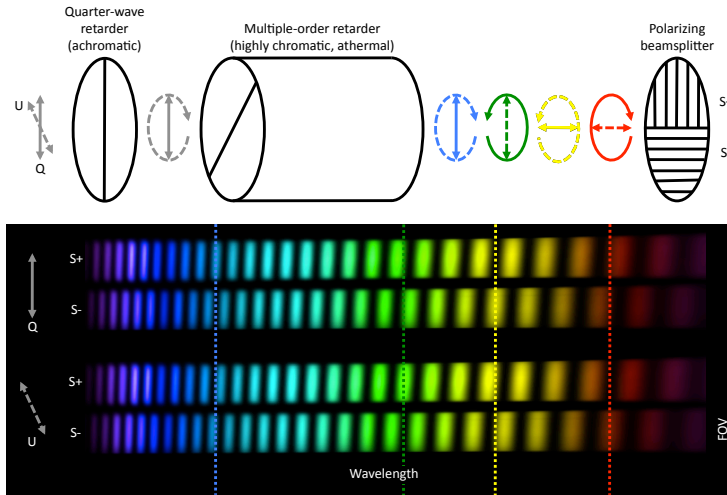 Quarter-wave
retarder
(achromatic)
Multiple-order retarder
(highly chromatic, athermal)
Polarizing
beamsplitter
U
Q
S
S
S+
S-
Q
S+
S-
U
Wavelength
FOV